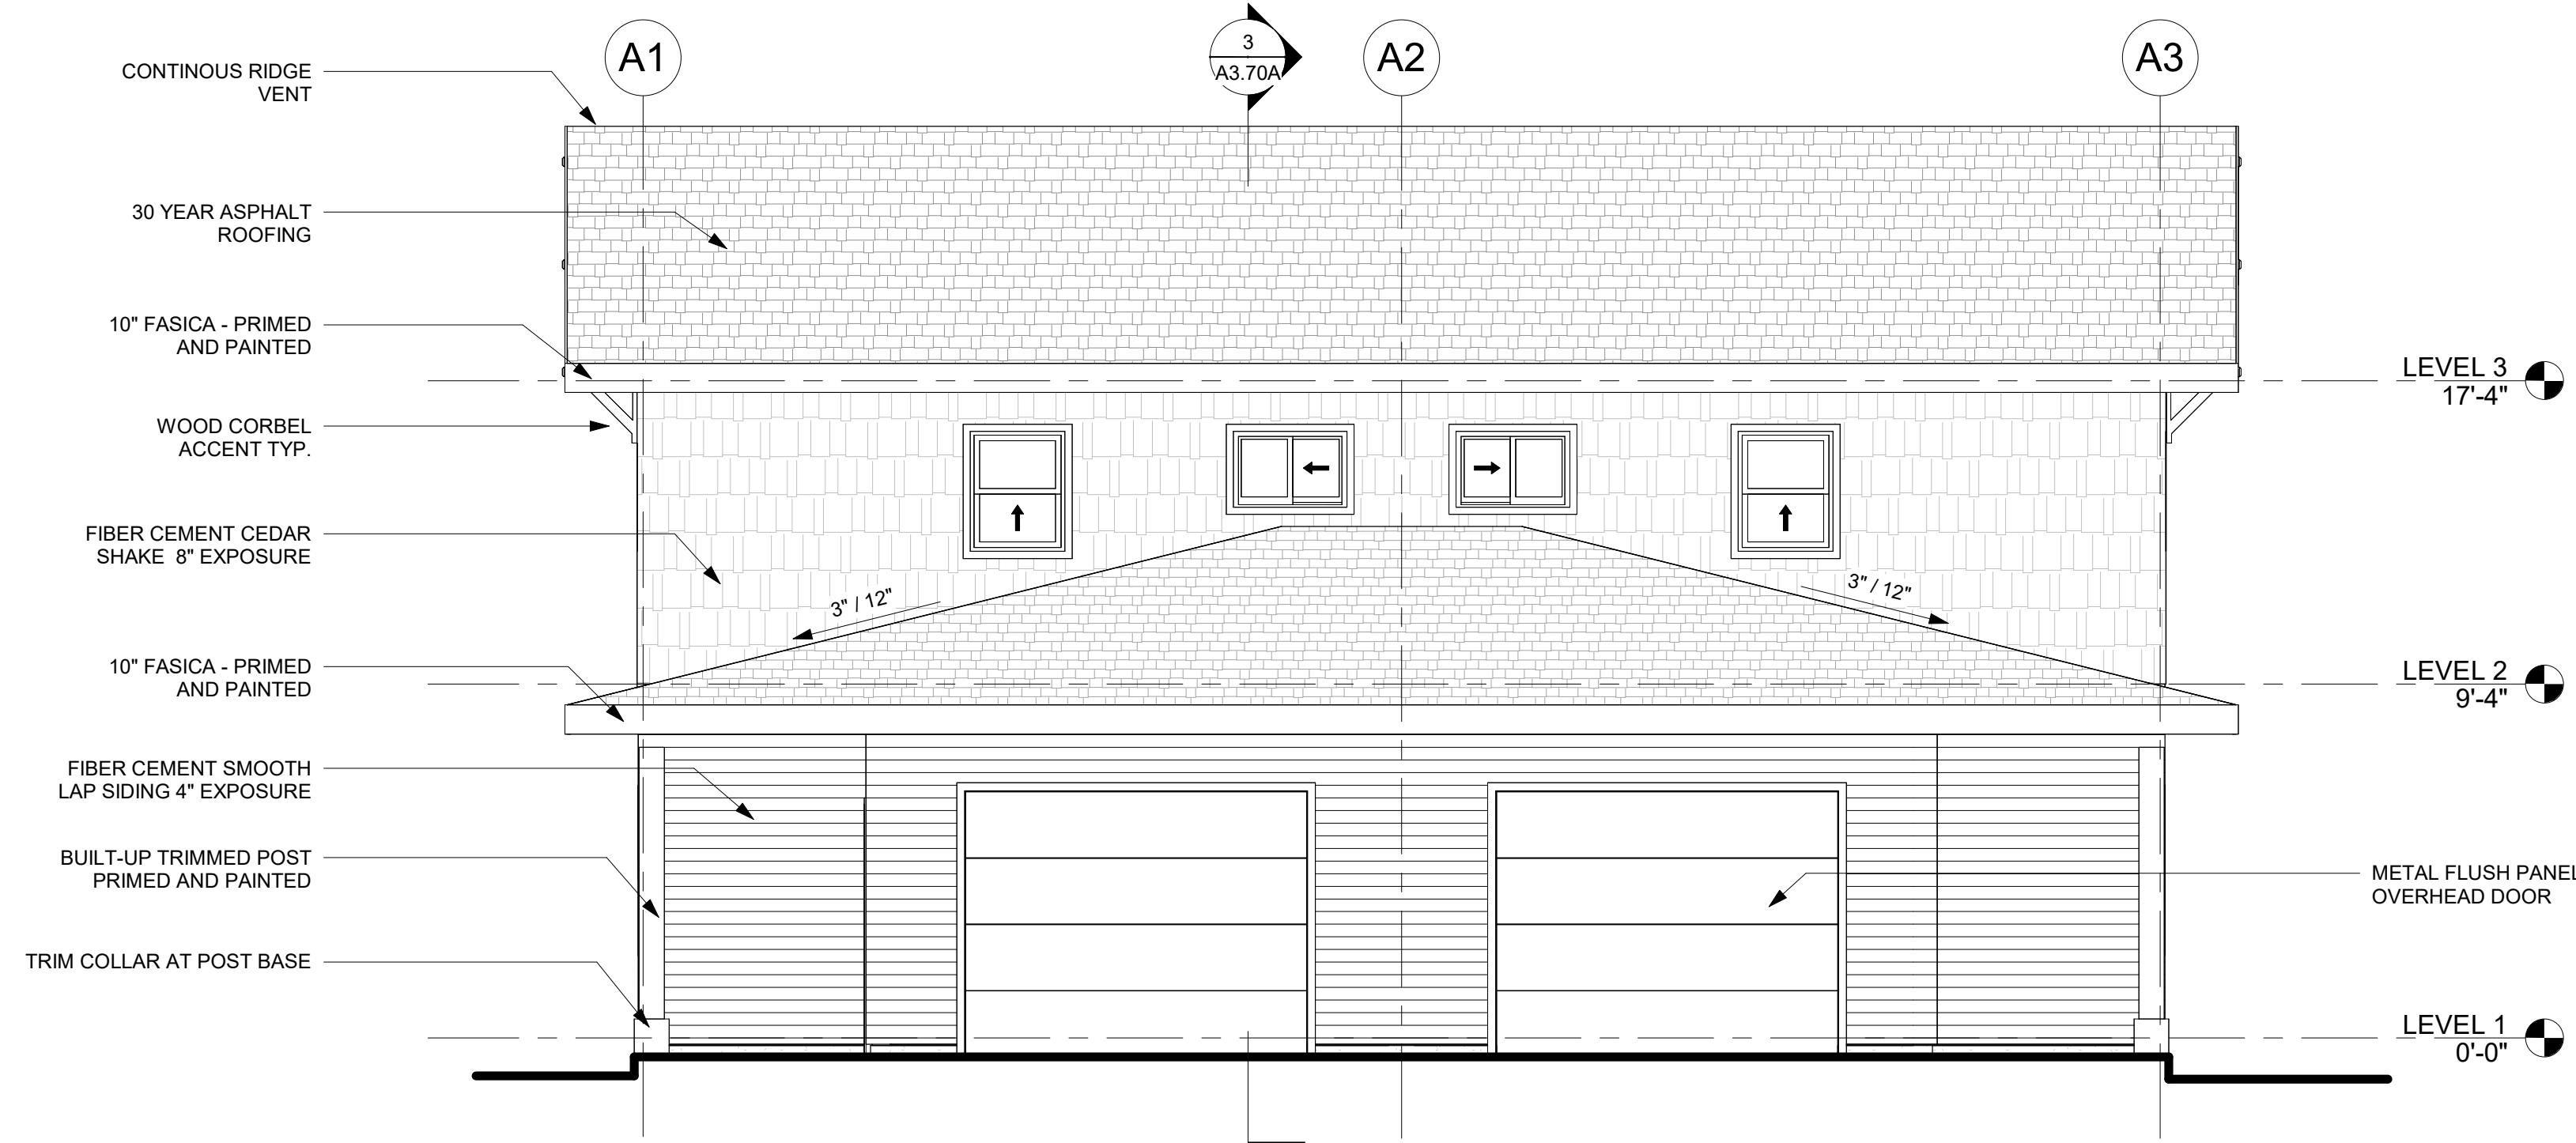 A1
3
A3.70A
A2
A3
CONTINOUS RIDGE
VENT
30 YEAR ASPHALT
ROOFING
10" FASICA - PRIMED
AND PAINTED
WOOD CORBEL
ACCENT TYP.
FIBER CEMENT CEDAR
SHAKE  8" EXPOSURE
10" FASICA - PRIMED
AND PAINTED
FIBER CEMENT SMOOTH
LAP SIDING 4" EXPOSURE
BUILT-UP TRIMMED POST
PRIMED AND PAINTED
TRIM COLLAR AT POST BASE
3" / 12"
3" / 12"
LEVEL 3
17'-4"
LEVEL 2
9'-4"
METAL FLUSH PANEL
OVERHEAD DOOR
LEVEL 1
0'-0"